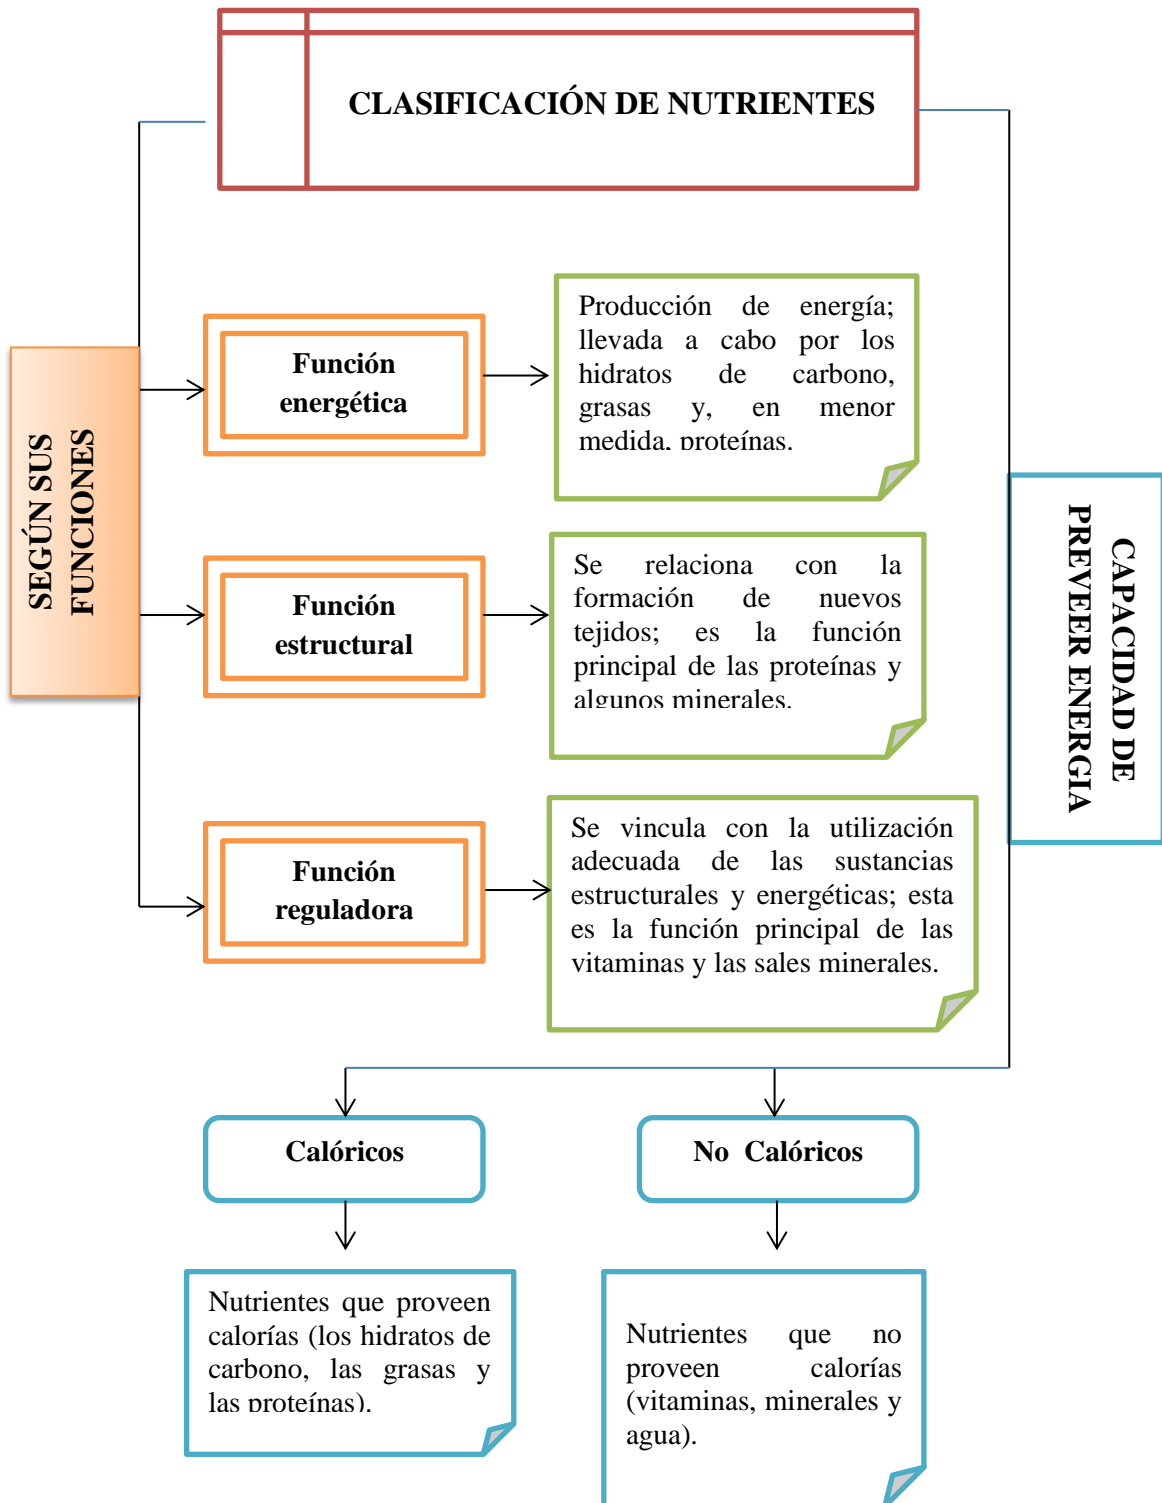 CLASIFICACIÓN DE NUTRIENTES
SEGÚN SUS
FUNCIONES
Función
energética
Producción de energía;
llevada a cabo por los
hidratos de carbono,
grasas y, en menor
medida, proteínas.
Función
estructural
Se relaciona con la
formación de nuevos
tejidos; es la función
principal de las proteínas y
algunos minerales.
Función
reguladora
Se vincula con la utilización
adecuada de las sustancias
estructurales y energéticas; esta
es la función principal de las
vitaminas y las sales minerales.
CAPACIDAD DE
PREVEER ENERGIA
Calóricos
Nutrientes que proveen
calorías (los hidratos de
carbono, las grasas y
las proteínas).
No Calóricos
Nutrientes que no
proveen calorías
(vitaminas, minerales y
agua).